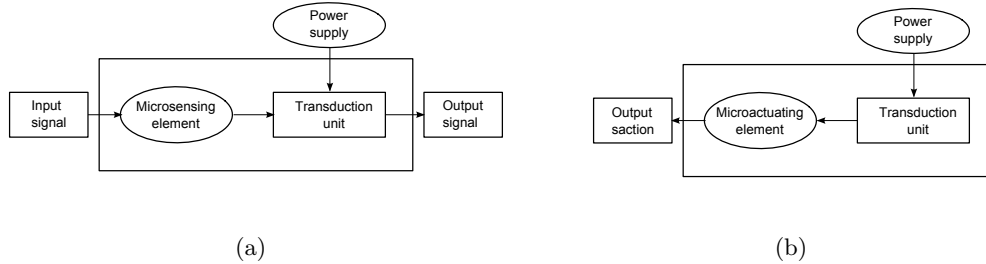 Power
supply
Input
signal
Microsensing
element
Transduction
unit
Output
signal
(a)
Power
supply
Output
saction
Microactuating
element
Transduction
unit
(b)